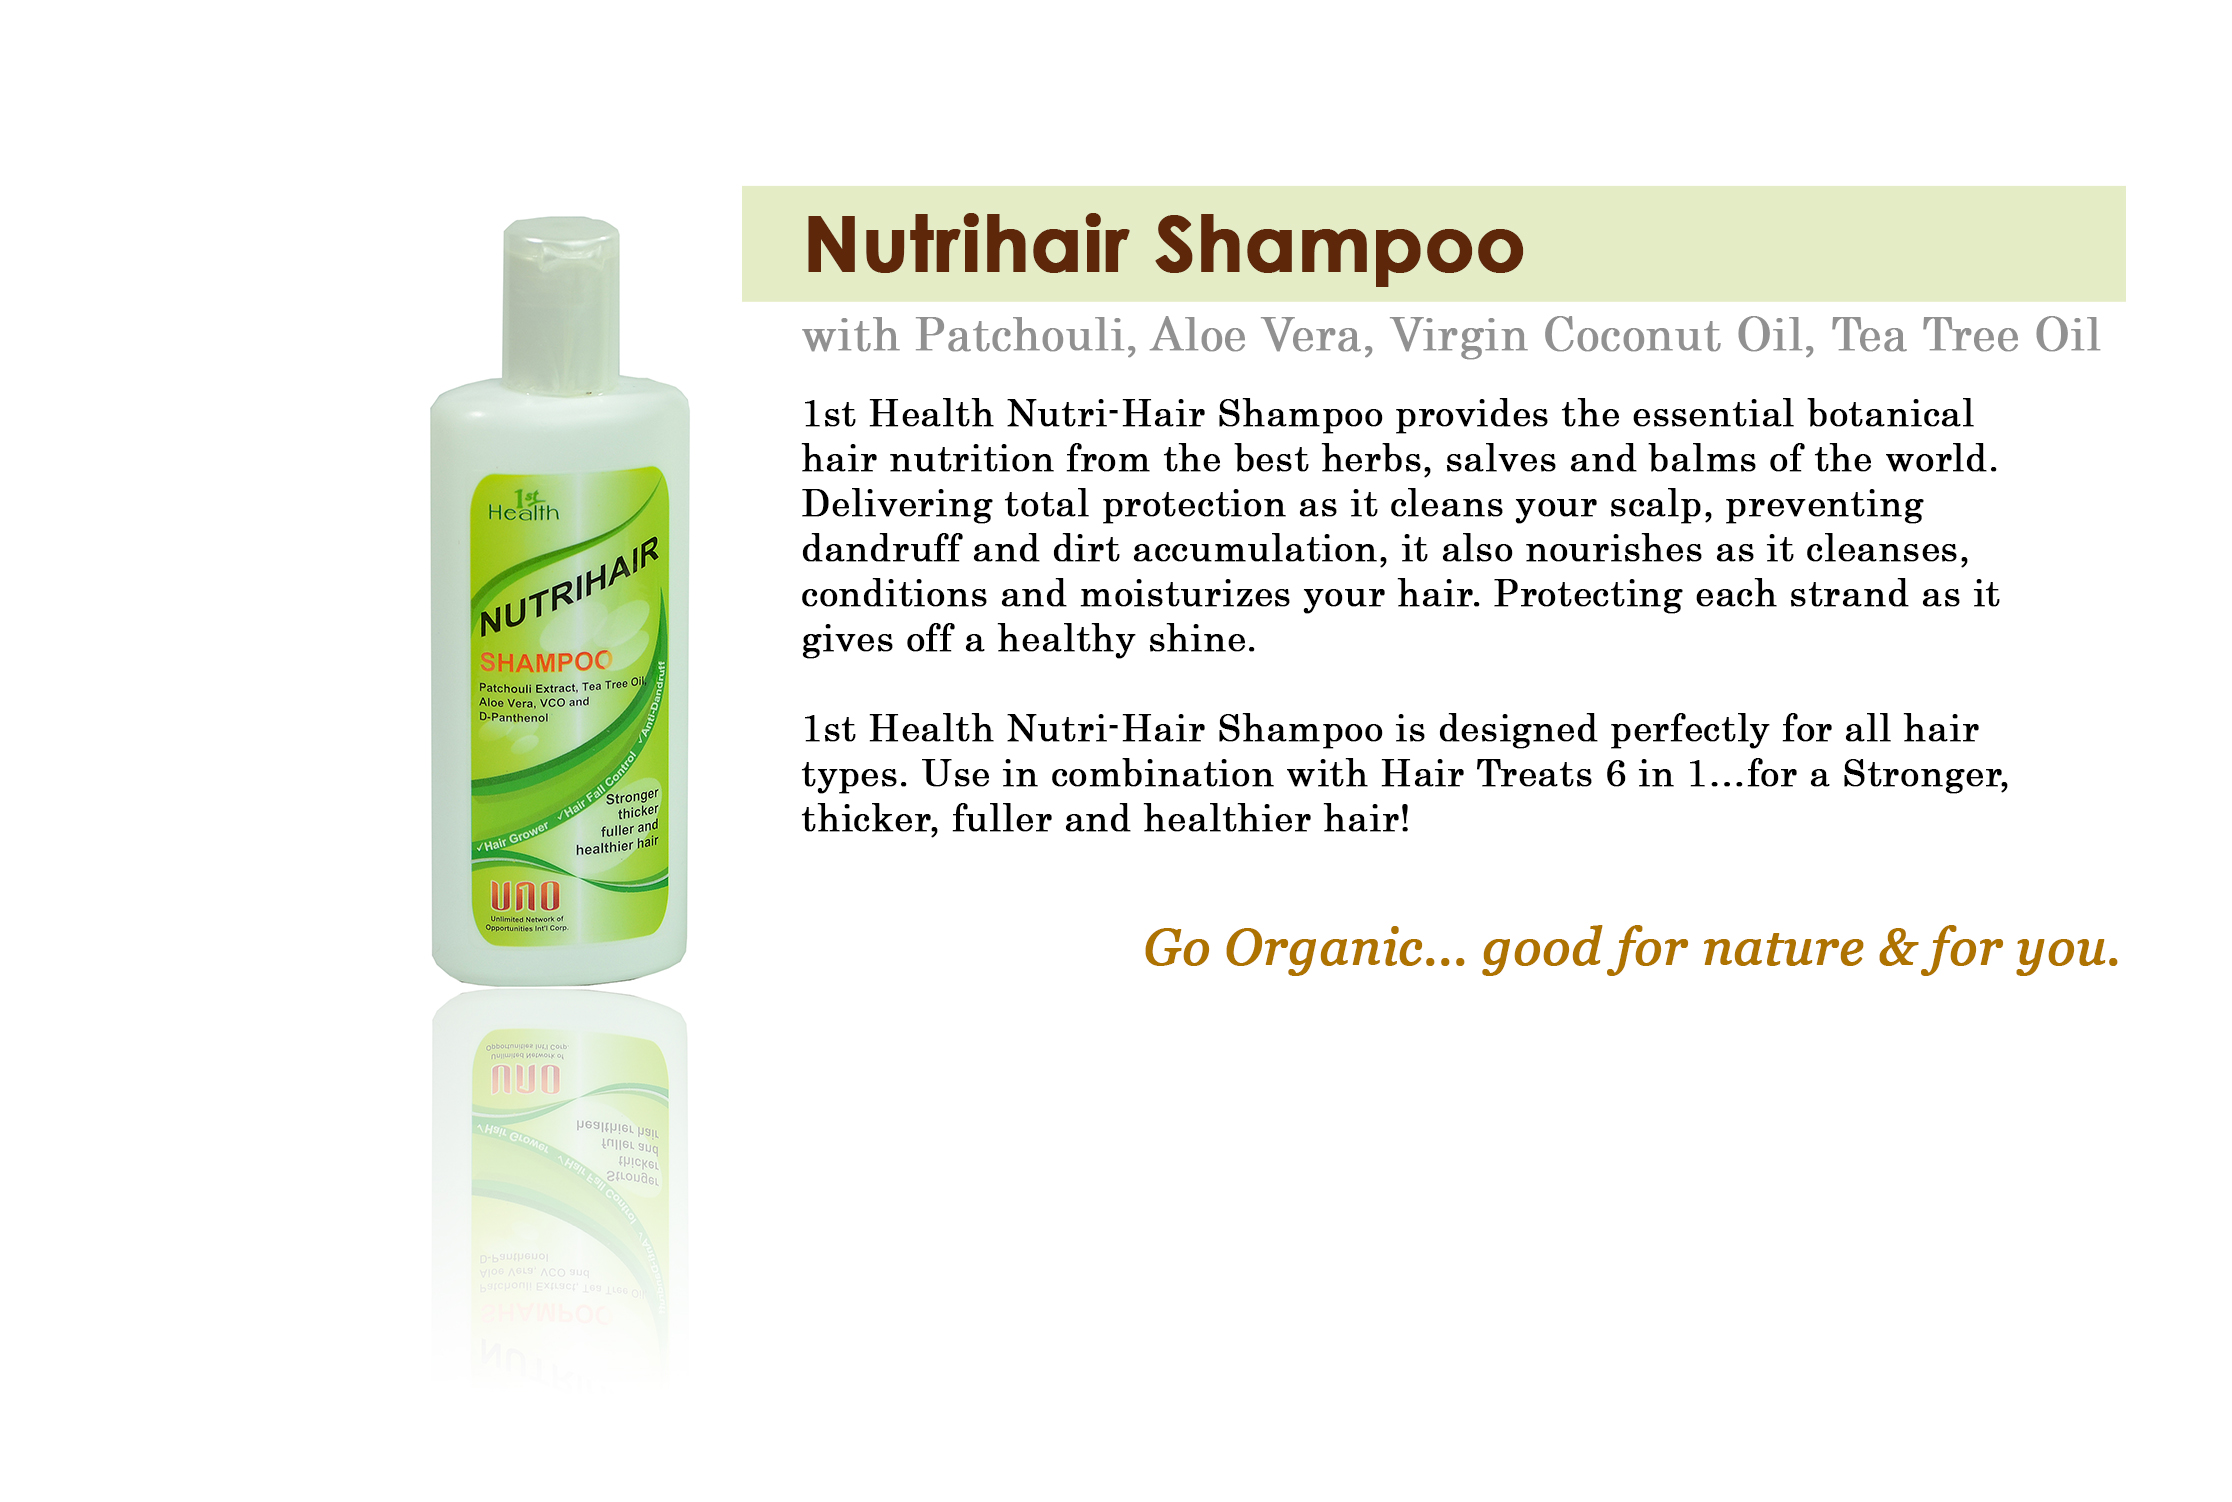 Nutrihair Shampoo
with Patchouli, Aloe Vera, Virgin Coconut Oil, Tea Tree Oil
1st Health Nutri-Hair Shampoo provides the essential botanical
hair nutrition from the best herbs, salves and balms of the world.
Delivering total protection as it cleans your scalp, preventing
dandruff and dirt accumulation, it also nourishes as it cleanses,
conditions and moisturizes your hair. Protecting each strand as it
gives off a healthy shine.
1st Health Nutri-Hair Shampoo is designed perfectly for all hair
types. Use in combination with Hair Treats 6 in 1...for a Stronger,
thicker, fuller and healthier hair!
Go Organic... good for nature & for you.
1st
Health
NUTRIHAIR
SHAMPOO
Patchouli Extract, Tea Tree Oil,
Aloe Vera, VCO and
D-Panthenol
✓Hair Grower ✓Hair Fall Control ✓Anti-Dandruff
Stronger
thicker
fuller and
healthier hair
UNO
Unlimited Network of
Opportunities Int'l Corp.